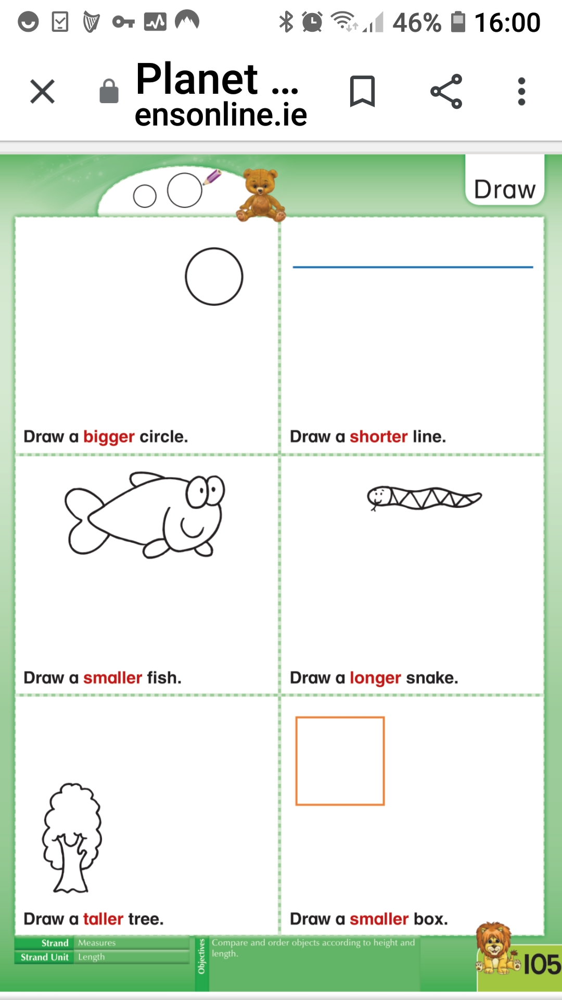 46% 16:00
Planet ...
ensonline.ie
Draw
Draw a bigger circle.
Draw a shorter line.
Draw a smaller fish.
Draw a longer snake.
Draw a taller tree.
Draw a smaller box.
Strand Measures
Strand Unit Length
Objectives
Compare and order objects according to height and
length.
105